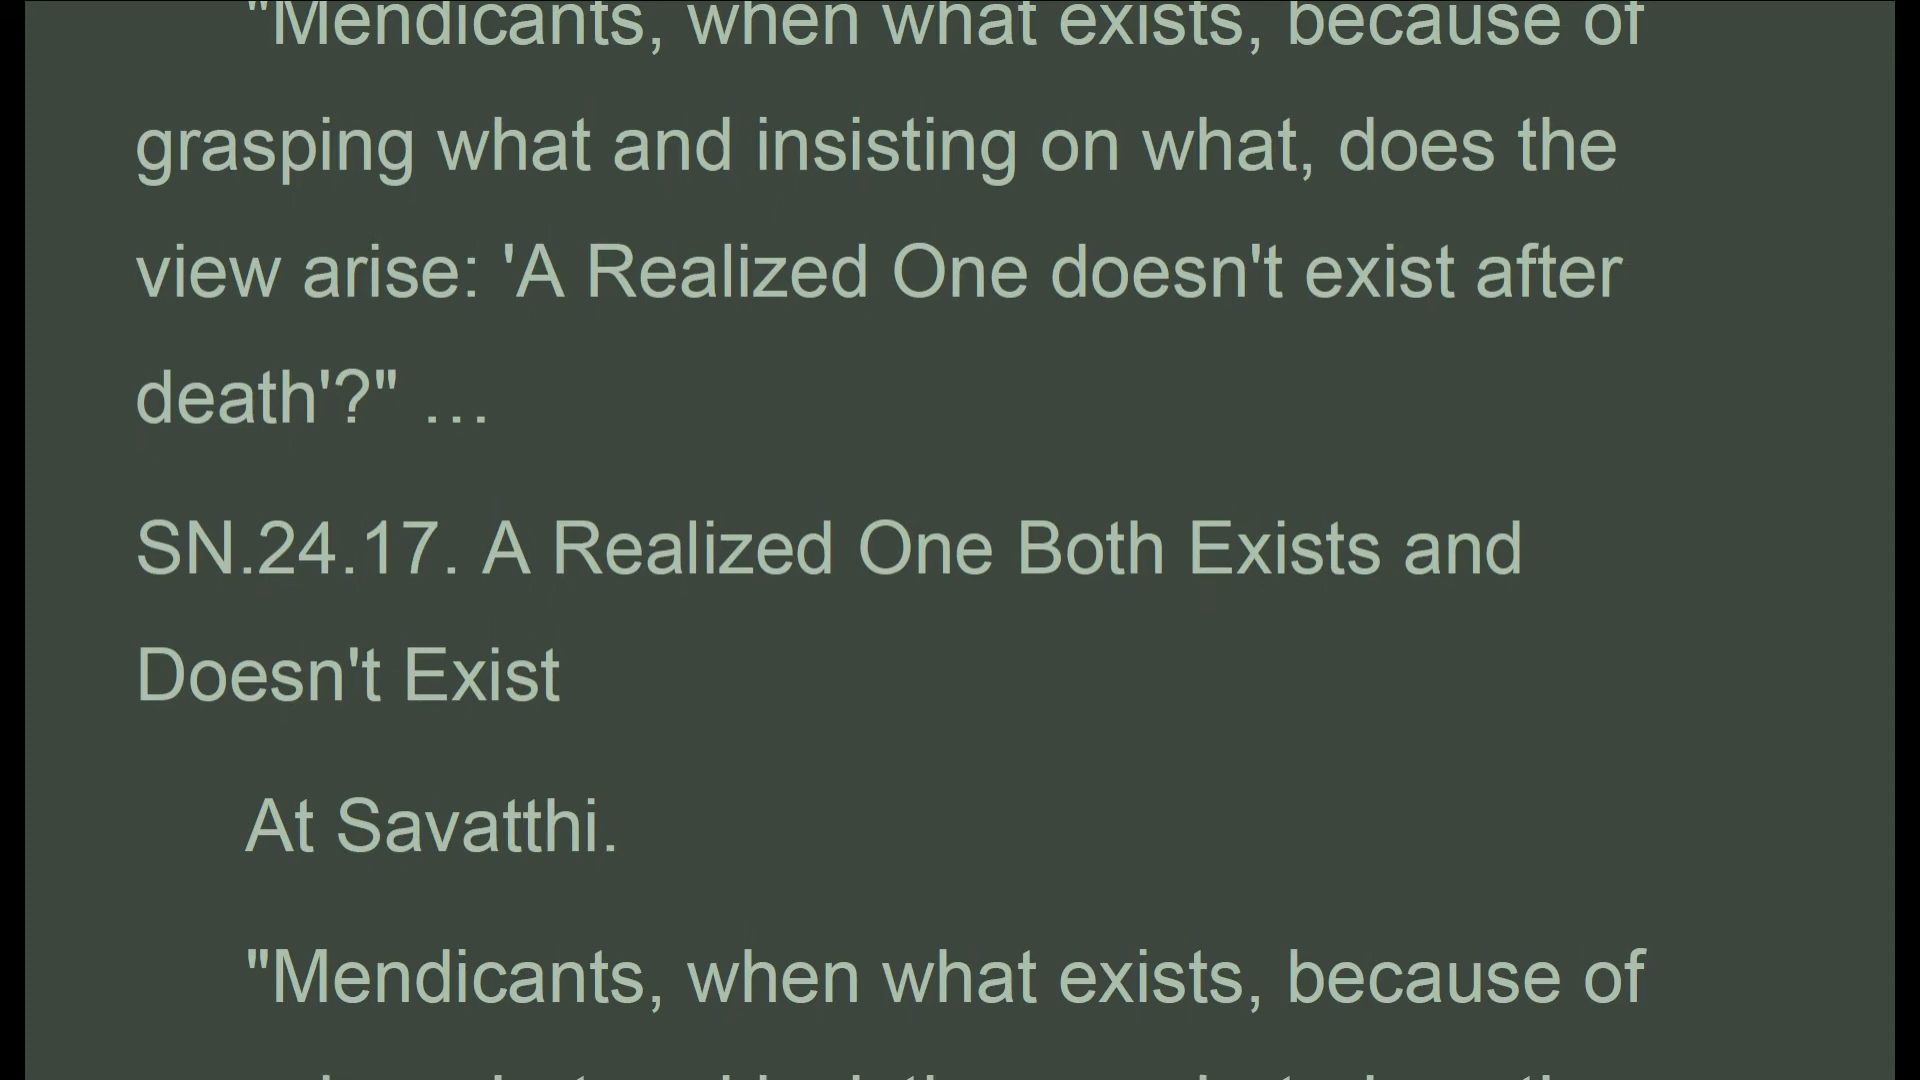 "Mendicants, when what exists, because of
grasping what and insisting on what, does the
view arise: 'A Realized One doesn't exist after
death'?" …
SN.24.17. A Realized One Both Exists and
Doesn't Exist
At Savatthi.
"Mendicants, when what exists, because of